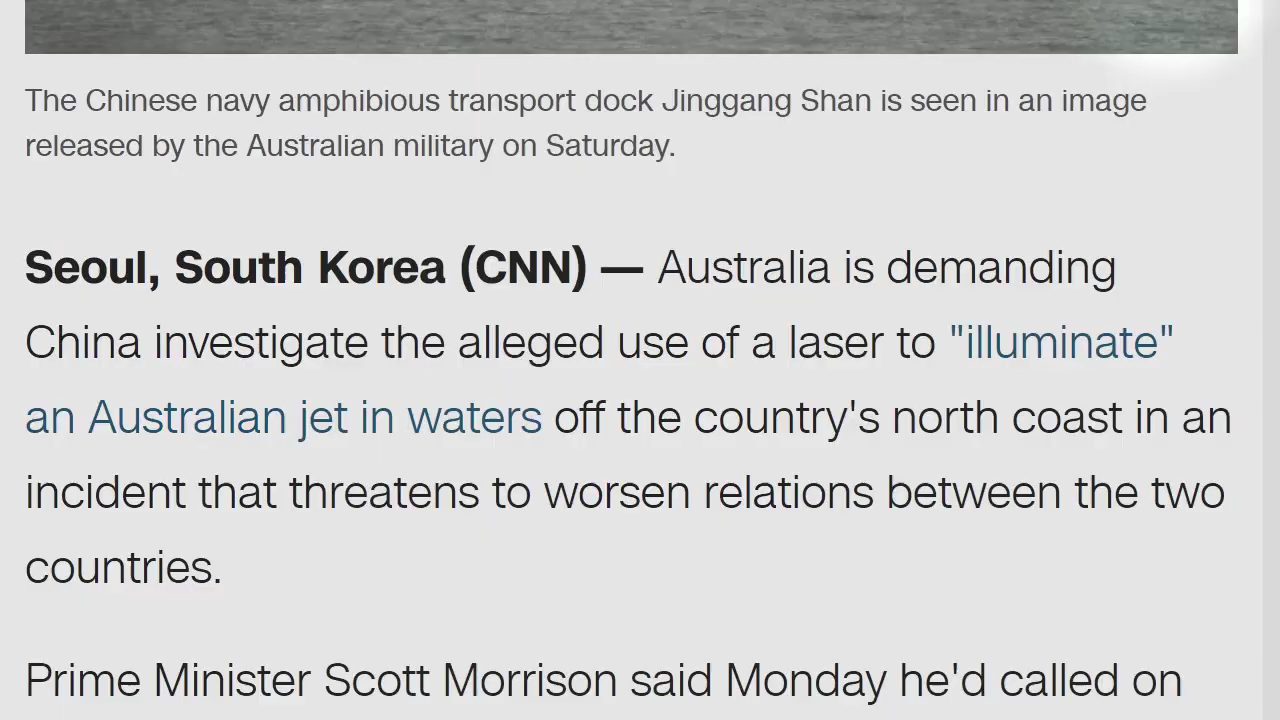 The Chinese navy amphibious transport dock Jinggang Shan is seen in an image
released by the Australian military on Saturday.
Seoul, South Korea (CNN) — Australia is demanding
China investigate the alleged use of a laser to "illuminate"
an Australian jet in waters off the country's north coast in an
incident that threatens to worsen relations between the two
countries.
Prime Minister Scott Morrison said Monday he'd called on